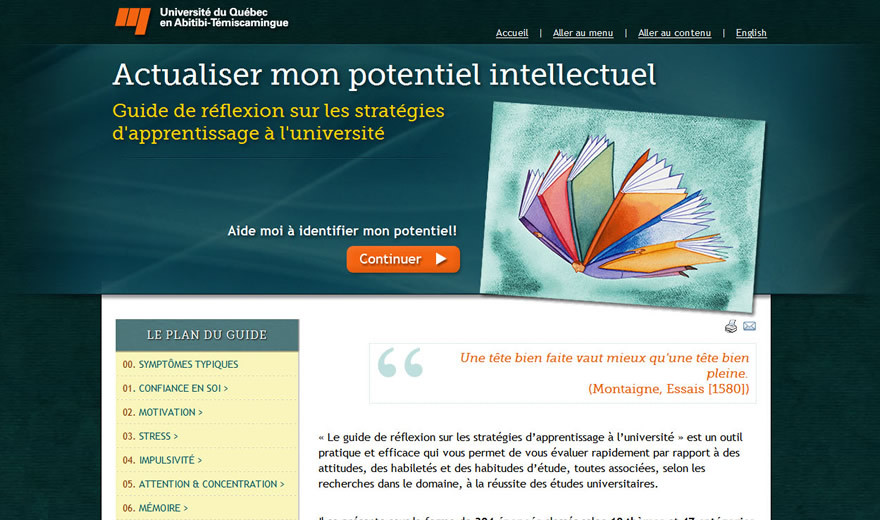 Université du Québec
en Abitibi-Témiscamingue
Accueil | Aller au menu | Aller au contenu | English
Actualiser mon potentiel intellectuel
Guide de réflexion sur les stratégies
d'apprentissage à l'université
Aide moi à identifier mon potentiel!
Continuer
LE PLAN DU GUIDE
00. SYMPTÔMES TYPIQUES
01. CONFIANCE EN SOI >
02. MOTIVATION >
03. STRESS >
04. IMPULSIVITÉ >
05. ATTENTION & CONCENTRATION >
06. MÉMOIRE >
“
Une tête bien faite vaut mieux qu'une tête bien
pleine.
(Montaigne, Essais [1580])
« Le guide de réflexion sur les stratégies d’apprentissage à l’université » est un outil
pratique et efficace qui vous permet de vous évaluer rapidement par rapport à des
attitudes, des habiletés et des habitudes d’étude, toutes associées, selon les
recherches dans le domaine, à la réussite des études universitaires.